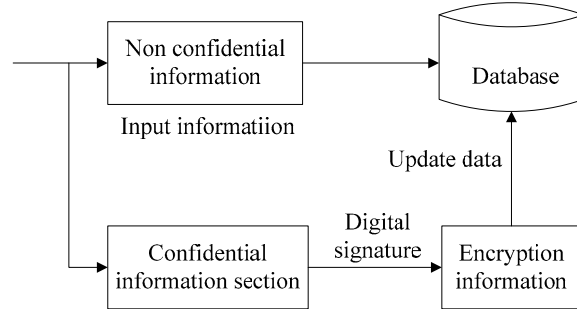 Non confidential
information
Database
Input informatiion
Update data
Digital
signature
Confidential
information section
Encryption
information